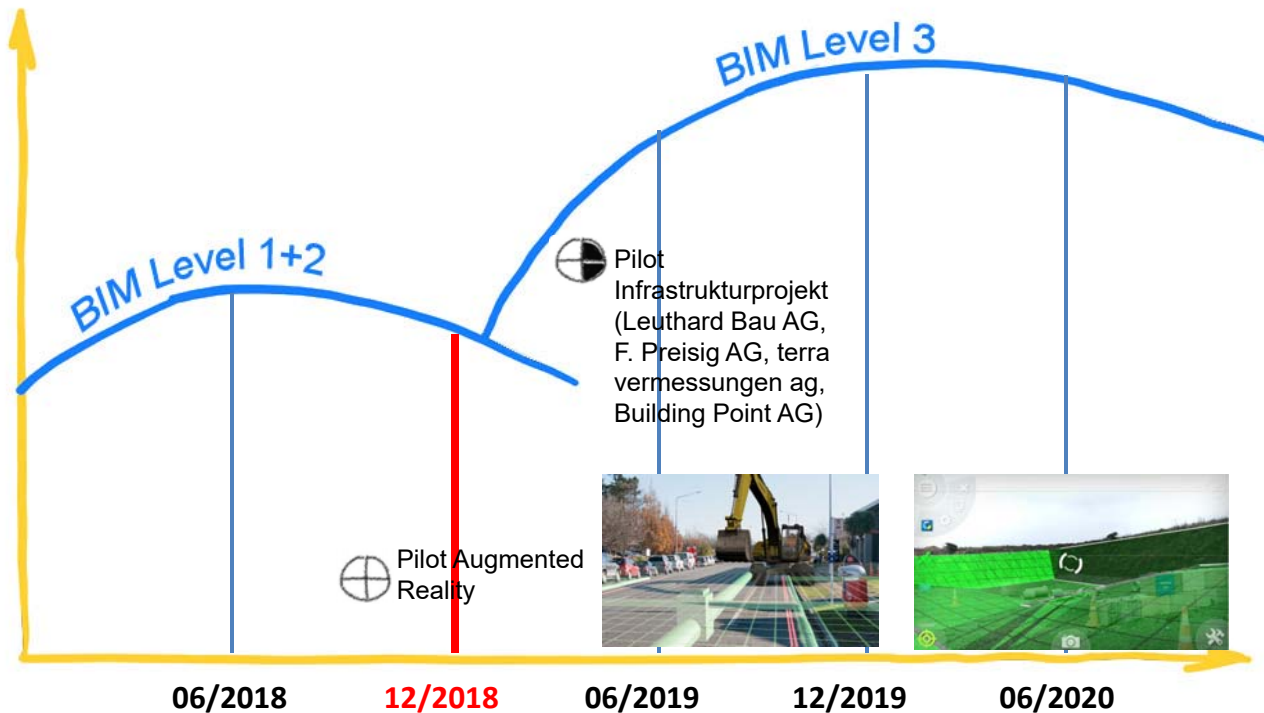 BIM Level 3
BIM Level 1+2
Pilot
Infrastrukturprojekt
(Leuthard Bau AG,
F. Preisig AG, terra
vermessungen ag,
Building Point AG)
Pilot Augmented
Reality
06/2018
12/2018
06/2019
12/2019
06/2020